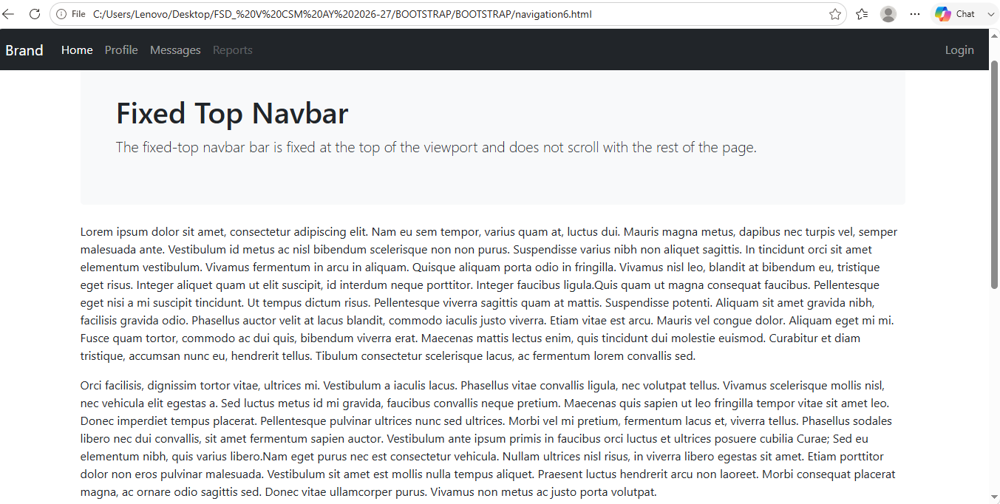 File C:/Users/Lenovo/Desktop/FSD_%20V%20CSM%20AY%202026-27/BOOTSTRAP/BOOTSTRAP/navigation6.html Chat
Brand Home Profile Messages Reports Login
Fixed Top Navbar
The fixed-top navbar bar is fixed at the top of the viewport and does not scroll with the rest of the page.
Lorem ipsum dolor sit amet, consectetur adipiscing elit. Nam eu sem tempor, varius quam at, luctus dui. Mauris magna metus, dapibus nec turpis vel, semper
malesuada ante. Vestibulum id metus ac nisl bibendum scelerisque non non purus. Suspendisse varius nibh non aliquet sagittis. In tincidunt orci sit amet
elementum vestibulum. Vivamus fermentum in arcu in aliquam. Quisque aliquam porta odio in fringilla. Vivamus nisl leo, blandit at bibendum eu, tristique
eget risus. Integer aliquet quam ut elit suscipit, id interdum neque porttitor. Integer faucibus ligula.Quis quam ut magna consequat faucibus. Pellentesque
eget nisi a mi suscipit tincidunt. Ut tempus dictum risus. Pellentesque viverra sagittis quam at mattis. Suspendisse potenti. Aliquam sit amet gravida nibh,
facilisis gravida odio. Phasellus auctor velit at lacus blandit, commodo iaculis justo viverra. Etiam vitae est arcu. Mauris vel congue dolor. Aliquam eget mi mi.
Fusce quam tortor, commodo ac dui quis, bibendum viverra erat. Maecenas mattis lectus enim, quis tincidunt dui molestie euismod. Curabitur et diam
tristique, accumsan nunc eu, hendrerit tellus. Tibulum consectetur scelerisque lacus, ac fermentum lorem convallis sed.
Orci facilisis, dignissim tortor vitae, ultrices mi. Vestibulum a iaculis lacus. Phasellus vitae convallis ligula, nec volutpat tellus. Vivamus scelerisque mollis nisl,
nec vehicula elit egestas a. Sed luctus metus id mi gravida, faucibus convallis neque pretium. Maecenas quis sapien ut leo fringilla tempor vitae sit amet leo.
Donec imperdiet tempus placerat. Pellentesque pulvinar ultrices nunc sed ultrices. Morbi vel mi pretium, fermentum lacus et, viverra tellus. Phasellus sodales
libero nec dui convallis, sit amet fermentum sapien auctor. Vestibulum ante ipsum primis in faucibus orci luctus et ultrices posuere cubilia Curae; Sed eu
elementum nibh, quis varius libero.Nam eget purus nec est consectetur vehicula. Nullam ultrices nisl risus, in viverra libero egestas sit amet. Etiam porttitor
dolor non eros pulvinar malesuada. Vestibulum sit amet est mollis nulla tempus aliquet. Praesent luctus hendrerit arcu non laoreet. Morbi consequat placerat
magna, ac ornare odio sagittis sed. Donec vitae ullamcorper purus. Vivamus non metus ac justo porta volutpat.